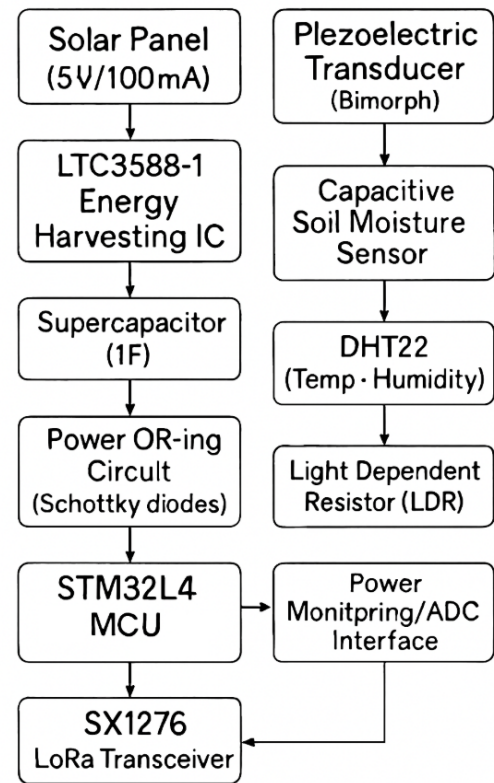 Solar Panel
(5V/100mA)
LTC3588-1
Energy
Harvesting IC
Supercapacitor
(1F)
Power OR-ing
Circult
(Schottky diodes)
STM32L4
MCU
SX1276
LoRa Transceiver
Plezoelectric
Transducer
(Bimorph)
Capacitive
Soil Moisture
Sensor
DHT22
(Temp · Humidity)
Light Dependent
Resistor (LDR)
Power
Monitpring/ADC
Interface